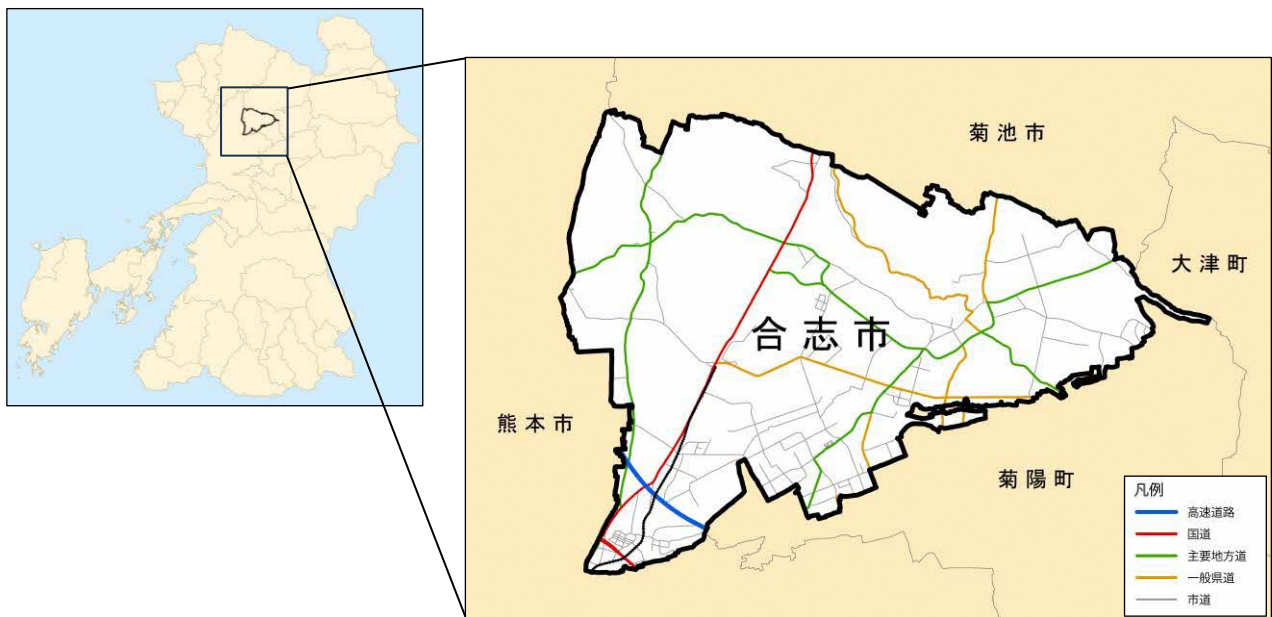 菊池市
大津町
合志市
熊本市
菊陽町
凡例
高速道路
国道
主要地方道
一般県道
市道